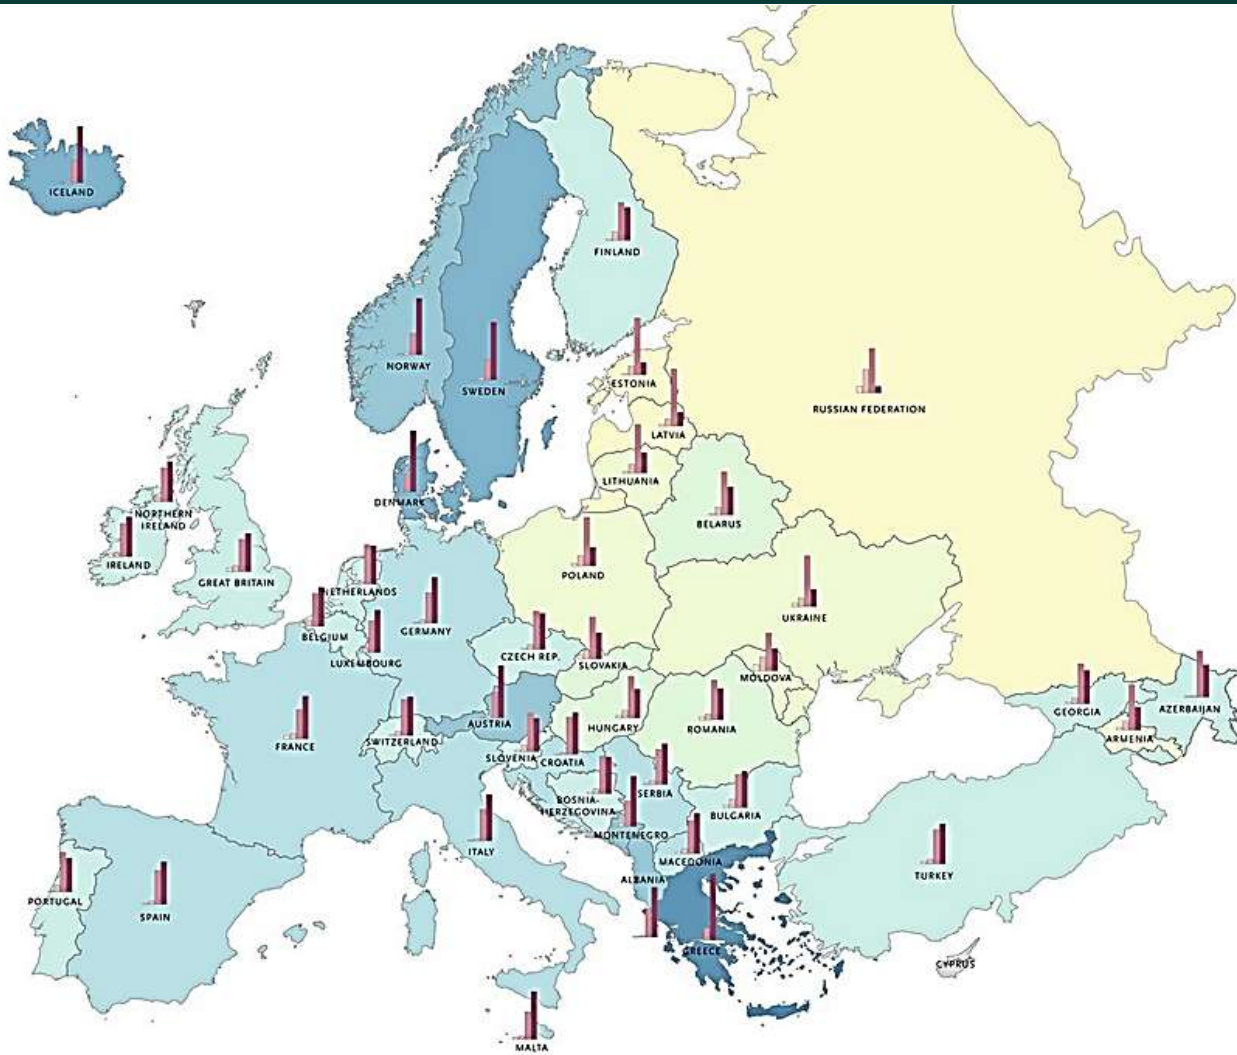 ICELAND
FINLAND
NORWAY
SWEDEN
ESTONIA
RUSSIAN FEDERATION
LATVIA
LITHUANIA
DENMARK
NORTHERN
IRELAND
BELARUS
IRELAND
GREAT BRITAIN
POLAND
NETHERLANDS
UKRAINE
BELGIUM
GERMANY
LUXEMBOURG
CZECH REP.
SLOVAKIA
MOLDOVA
AUSTRIA
GEORGIA
AZERBAIJAN
FRANCE
SWITZERLAND
HUNGARY
ROMANIA
ARMENIA
SLOVENIA
CROATIA
SERBIA
BOSNIA-
HERZEGOVINA
BULGARIA
MONTENEGRO
ITALY
MACEDONIA
ALBANIA
TURKEY
PORTUGAL
SPAIN
GREECE
CYPRUS
MALTA